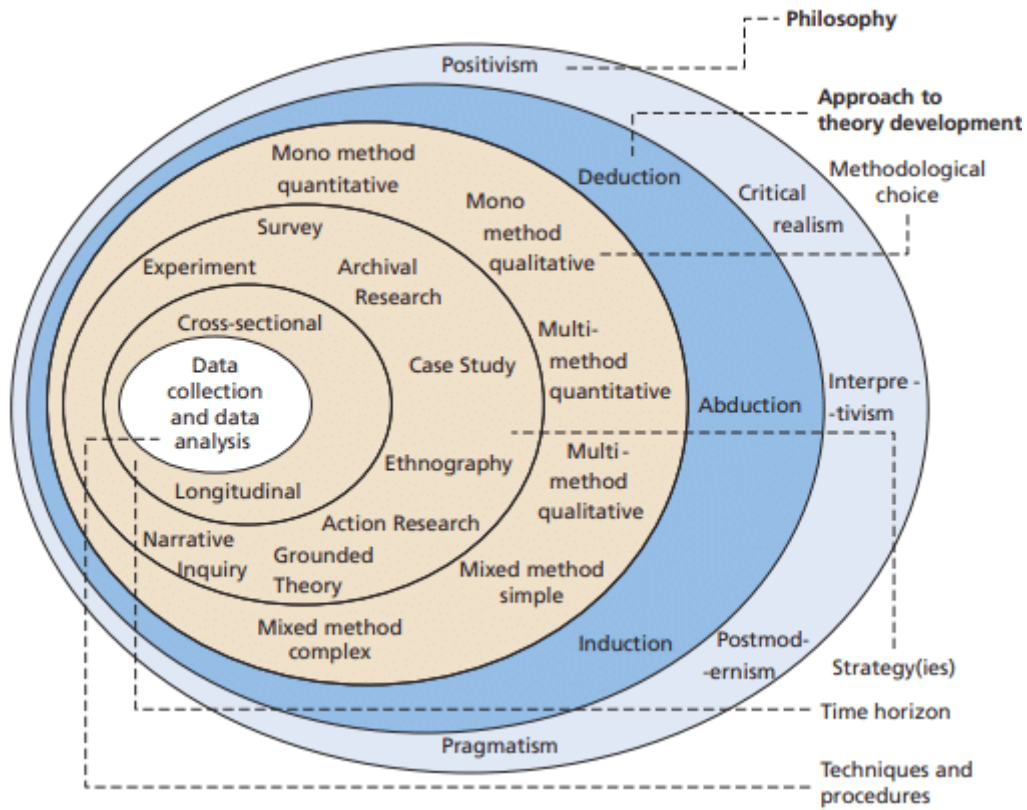 Philosophy
Positivism
Approach to
theory development
Mono method
quantitative
Deduction
Methodological
choice
Critical
realism
Mono
method
qualitative
Survey
Experiment
Archival
Research
Cross-sectional
Multi-
method
quantitative
Data
collection
and data
analysis
Case Study
Abduction
Interpre -
-tivism
Ethnography
Multi -
method
qualitative
Longitudinal
Action Research
Narrative
Inquiry
Grounded
Theory
Mixed method
simple
Mixed method
complex
Induction
Postmod-
-ernism
Strategy(ies)
Time horizon
Pragmatism
Techniques and
procedures